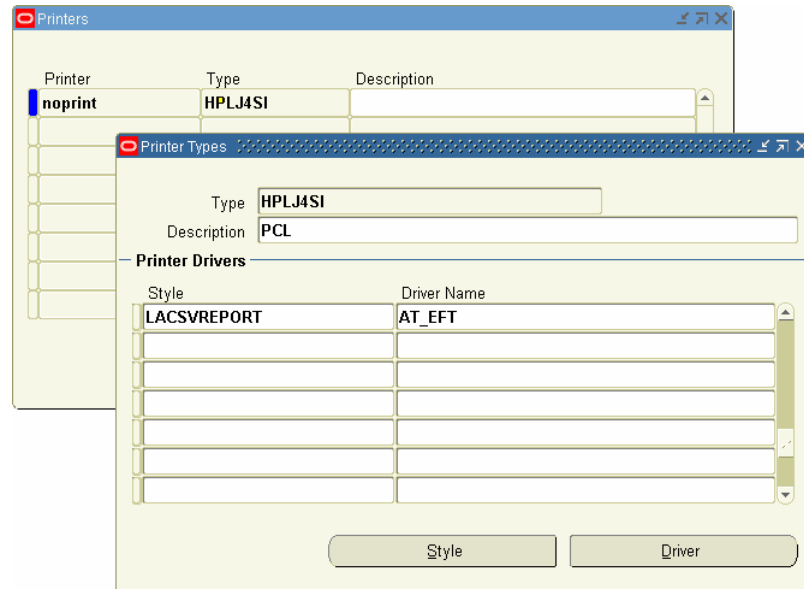 Printers
Printer Type Description
noprint HPLJ4SI
Printer Types
Type HPLJ4SI
Description PCL
Printer Drivers
Style Driver Name
LACSVREPORT AT_EFT
Style Driver